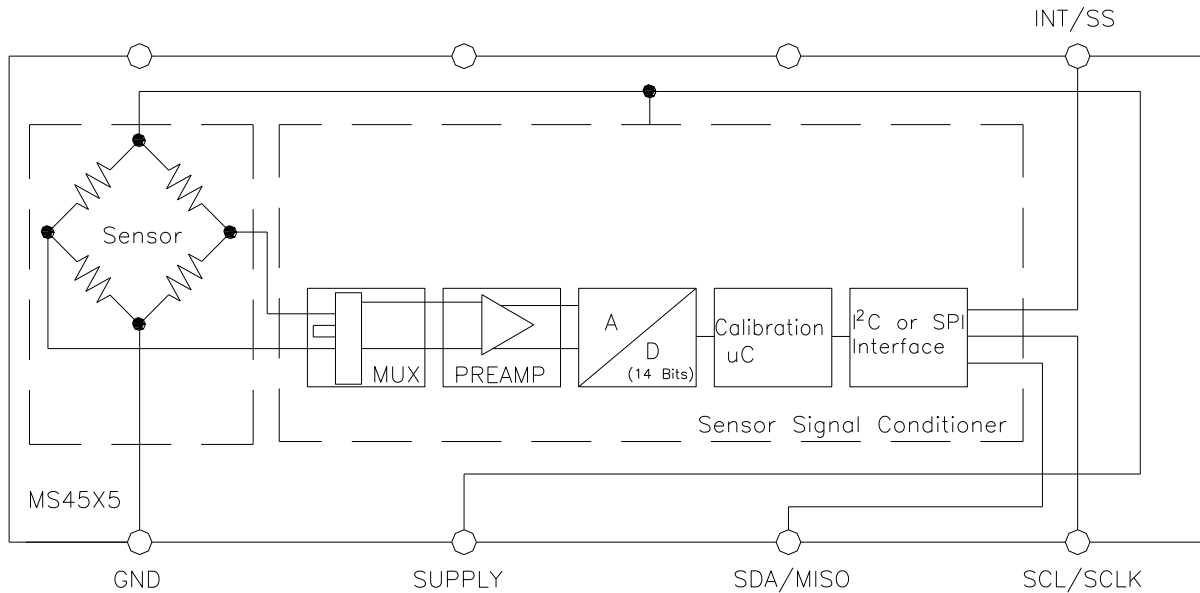 INT/SS
Sensor
A
D
(14 Bits)
MUX
PREAMP
Calibration
uC
I²C or SPI
Interface
Sensor Signal Conditioner
MS45X5
GND
SUPPLY
SDA/MISO
SCL/SCLK